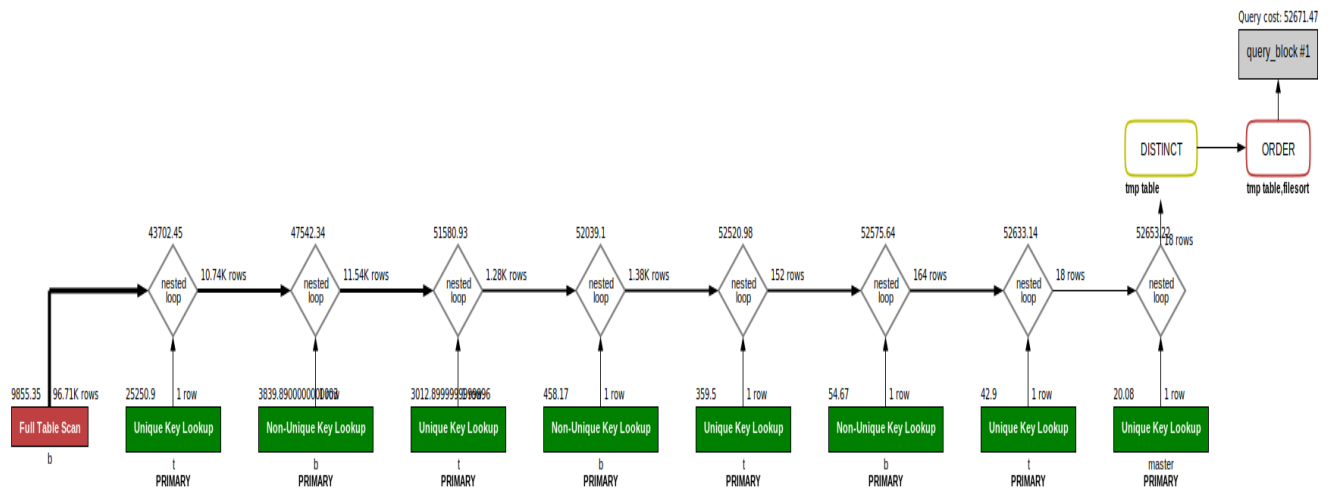 Query cost: 52671.47
query_block #1
DISTINCT
ORDER
tmp table
tmp table,filesort
43702.45
47542.34
51580.93
52039.1
52520.98
52575.64
52633.14
18 rows
10.74K rows
11.54K rows
1.28K rows
1.38K rows
152 rows
164 rows
18 rows
nested loop
nested loop
nested loop
nested loop
nested loop
nested loop
nested loop
nested loop
9855.35 96.71K rows
25250.9 1 row
458.17 1 row
359.5 1 row
54.67 1 row
42.9 1 row
20.08 1 row
Full Table Scan
Unique Key Lookup
Non-Unique Key Lookup
Unique Key Lookup
Non-Unique Key Lookup
Unique Key Lookup
Non-Unique Key Lookup
Unique Key Lookup
Unique Key Lookup
b
t
b
t
b
t
b
t
master
PRIMARY
PRIMARY
PRIMARY
PRIMARY
PRIMARY
PRIMARY
PRIMARY
PRIMARY